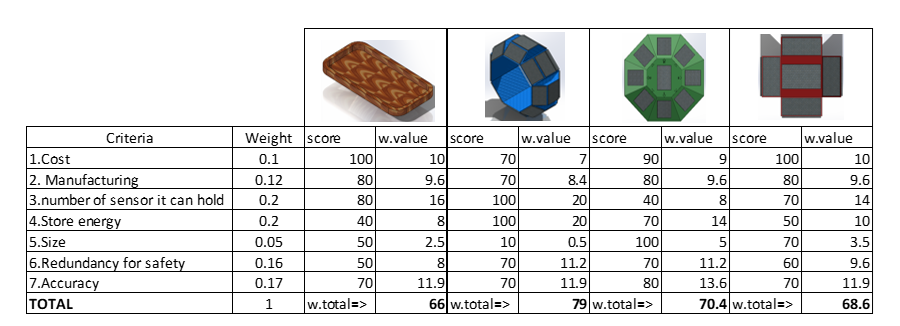 Criteria Weight score w.value score w.value score w.value score w.value
1.Cost 0.1 100 10 70 7 90 9 100 10
2. Manufacturing 0.12 80 9.6 70 8.4 80 9.6 80 9.6
3.number of sensor it can hold 0.2 80 16 100 20 40 8 70 14
4.Store energy 0.2 40 8 100 20 70 14 50 10
5.Size 0.05 50 2.5 10 0.5 100 5 70 3.5
6.Redundancy for safety 0.16 50 8 70 11.2 70 11.2 60 9.6
7.Accuracy 0.17 70 11.9 70 11.9 80 13.6 70 11.9
TOTAL 1 w.total=> 66 w.total=> 79 w.total=> 70.4 w.total=> 68.6